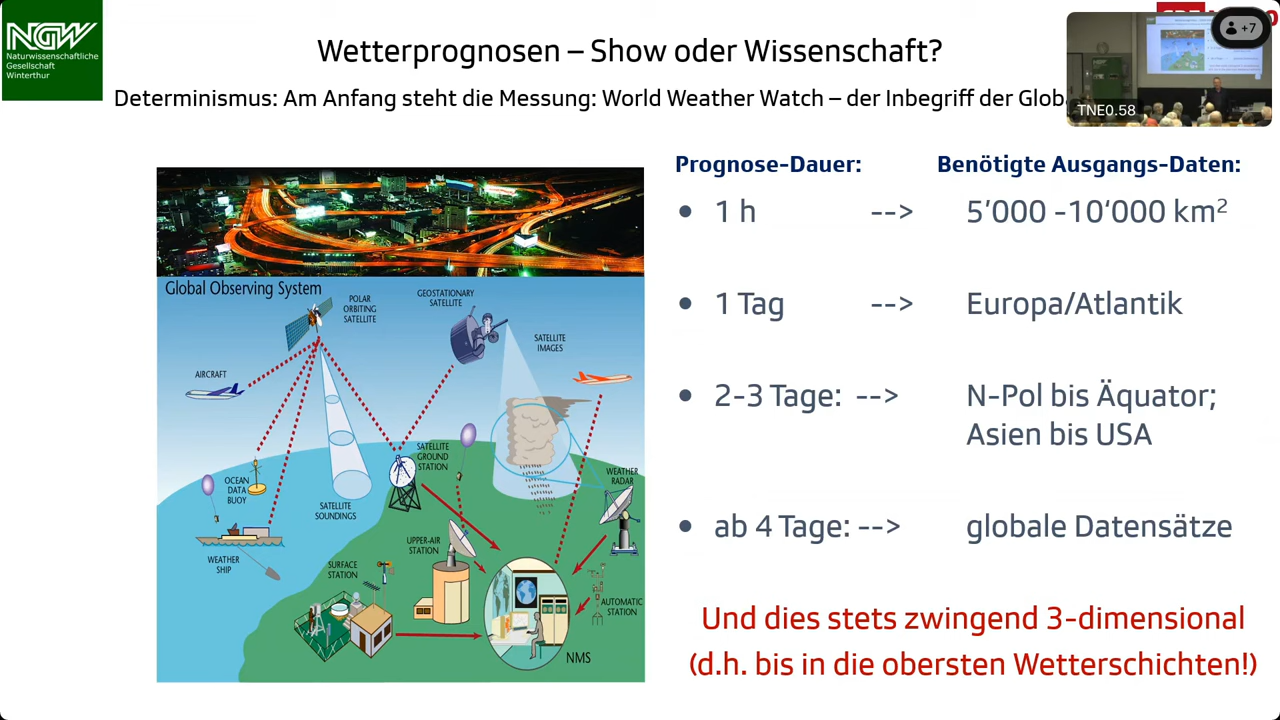 NGW
Naturwissenschaftliche
Gesellschaft
Winterthur
Wetterprognosen – Show oder Wissenschaft?
Determinismus: Am Anfang steht die Messung: World Weather Watch – der Inbegriff der Glob
+7
TNE0.58
Prognose-Dauer: Benötigte Ausgangs-Daten:
• 1 h --> 5’000 -10‘000 km²
• 1 Tag --> Europa/Atlantik
• 2-3 Tage: --> N-Pol bis Äquator;
Asien bis USA
• ab 4 Tage: --> globale Datensätze
Und dies stets zwingend 3-dimensional
(d.h. bis in die obersten Wetterschichten!)
Global Observing System
POLAR
ORBITING
SATELLITE
GEOSTATIONARY
SATELLITE
SATELLITE
IMAGES
AIRCRAFT
OCEAN
DATA
BUOY
SATELLITE
GROUND
STATION
WEATHER
RADAR
SATELLITE
SOUNDINGS
WEATHER
SHIP
UPPER-AIR
STATION
SURFACE
STATION
AUTOMATIC
STATION
NMS